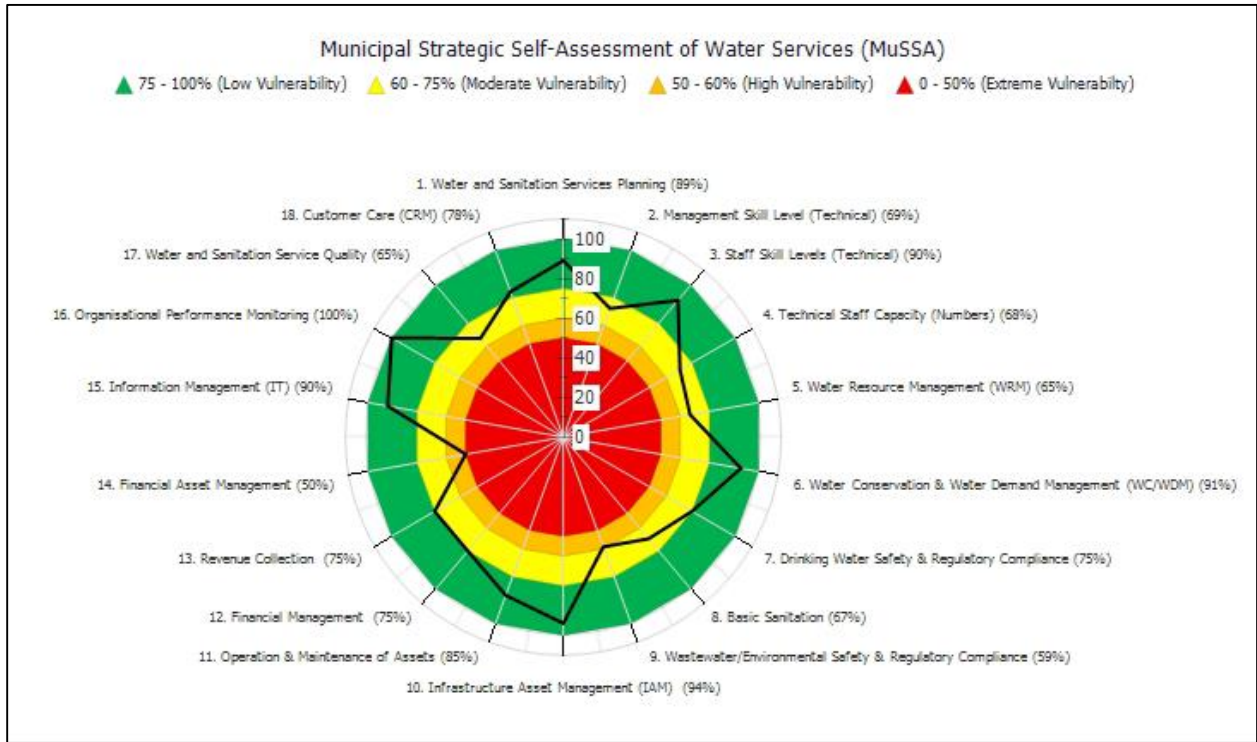 Municipal Strategic Self-Assessment of Water Services (MuSSA)
75 - 100% (Low Vulnerability) 60 - 75% (Moderate Vulnerability) 50 - 60% (High Vulnerability) 0 - 50% (Extreme Vulnerabilty)
1. Water and Sanitation Services Planning (89%)
18. Customer Care (CRM) (78%)
2. Management Skill Level (Technical) (69%)
17. Water and Sanitation Service Quality (65%)
3. Staff Skill Levels (Technical) (90%)
16. Organisational Performance Monitoring (100%)
4. Technical Staff Capacity (Numbers) (68%)
15. Information Management (IT) (90%)
5. Water Resource Management (WRM) (65%)
14. Financial Asset Management (50%)
6. Water Conservation & Water Demand Management (WC/WDM) (91%)
13. Revenue Collection (75%)
7. Drinking Water Safety & Regulatory Compliance (75%)
12. Financial Management (75%)
8. Basic Sanitation (67%)
11. Operation & Maintenance of Assets (85%)
9. Wastewater/Environmental Safety & Regulatory Compliance (59%)
10. Infrastructure Asset Management (IAM) (94%)
100
80
60
40
20
0